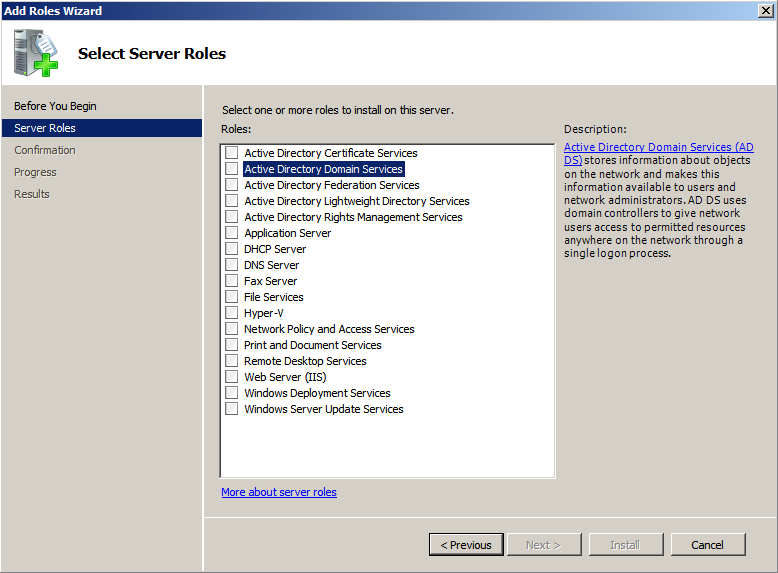 Add Roles Wizard
Select Server Roles
Before You Begin
Server Roles
Confirmation
Progress
Results
Select one or more roles to install on this server.
Roles:
Active Directory Certificate Services
Active Directory Domain Services
Active Directory Federation Services
Active Directory Lightweight Directory Services
Active Directory Rights Management Services
Application Server
DHCP Server
DNS Server
Fax Server
File Services
Hyper-V
Network Policy and Access Services
Print and Document Services
Remote Desktop Services
Web Server (IIS)
Windows Deployment Services
Windows Server Update Services
More about server roles
Description:
Active Directory Domain Services (AD
DS) stores information about objects
on the network and makes this
information available to users and
network administrators. AD DS uses
domain controllers to give network
users access to permitted resources
anywhere on the network through a
single logon process.
< Previous
Next >
Install
Cancel